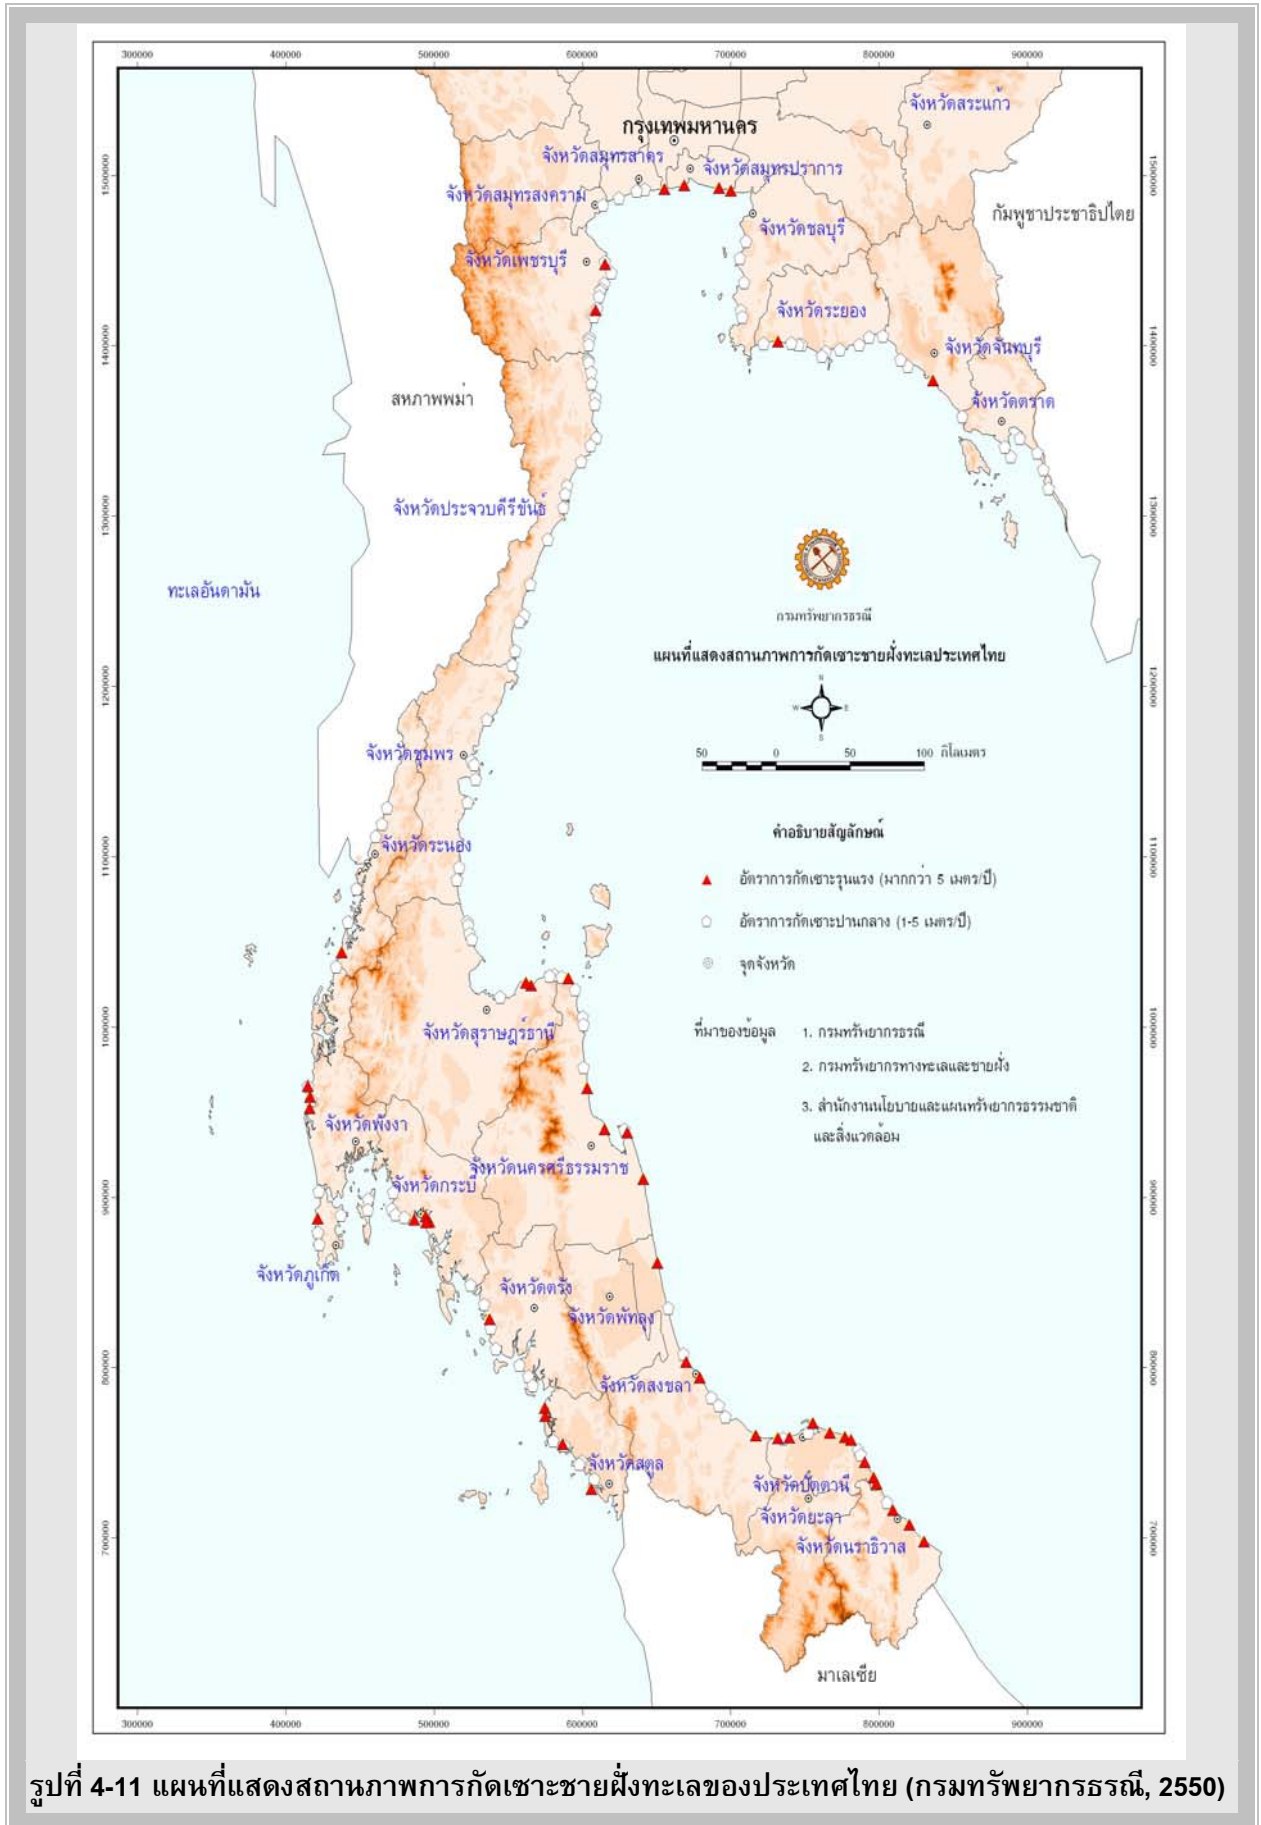 300000 400000 500000 600000 700000 800000 900000
จังหวัดสระแก้ว
กรุงเทพมหานคร
จังหวัดสมุทรสาคร
จังหวัดสมุทรปราการ
1500000 1500000
จังหวัดสมุทรสงคราม
กัมพูชาประชาธิปไตย
จังหวัดชลบุรี
จังหวัดเพชรบุรี
จังหวัดระยอง
1400000 1400000
จังหวัดจันทบุรี
สหภาพพม่า
จังหวัดตราด
จังหวัดประจวบคีรีขันธ์
1300000 1300000
ทะเลอันดามัน
กรมทรัพยากรธรณี
แผนที่แสดงสถานภาพการกัดเซาะชายฝั่งทะเลประเทศไทย
1200000 1200000
N
W E
S
จังหวัดชุมพร
50 0 50 100 กิโลเมตร
คำอธิบายสัญลักษณ์
จังหวัดระนอง
1100000 1100000
อัตราการกัดเซาะรุนแรง (มากกว่า 5 เมตร/ปี)
อัตราการกัดเซาะปานกลาง (1-5 เมตร/ปี)
จุดจังหวัด
จังหวัดสุราษฎร์ธานี
1000000 1000000
ที่มาของข้อมูล 1. กรมทรัพยากรธรณี
2. กรมทรัพยากรทางทะเลและชายฝั่ง
3. สำนักงานนโยบายและแผนทรัพยากรธรรมชาติ
และสิ่งแวดล้อม
จังหวัดพังงา
จังหวัดนครศรีธรรมราช
จังหวัดกระบี่
900000 900000
จังหวัดภูเก็ต
จังหวัดตรัง
จังหวัดพัทลุง
800000 800000
จังหวัดสงขลา
จังหวัดสตูล
จังหวัดปัตตานี
จังหวัดยะลา
700000 700000
จังหวัดนราธิวาส
มาเลเซีย
300000 400000 500000 600000 700000 800000 900000
รูปที่ 4-11 แผนที่แสดงสถานภาพการกัดเซาะชายฝั่งทะเลของประเทศไทย (กรมทรัพยากรธรณี, 2550)